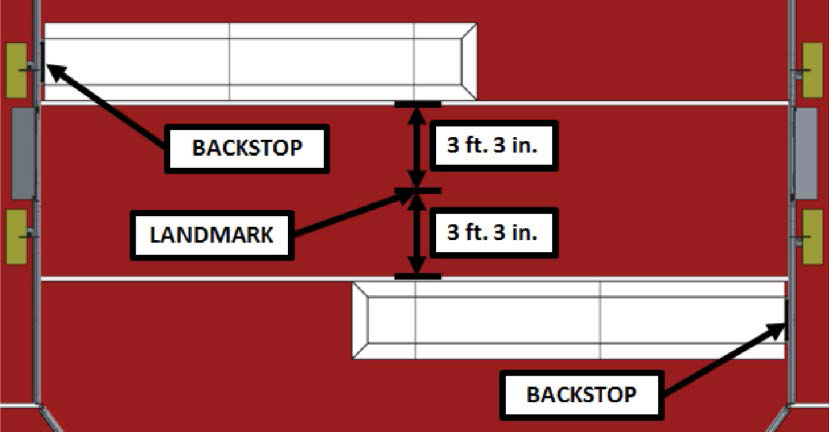 BACKSTOP
3 ft. 3 in.
LANDMARK
3 ft. 3 in.
BACKSTOP